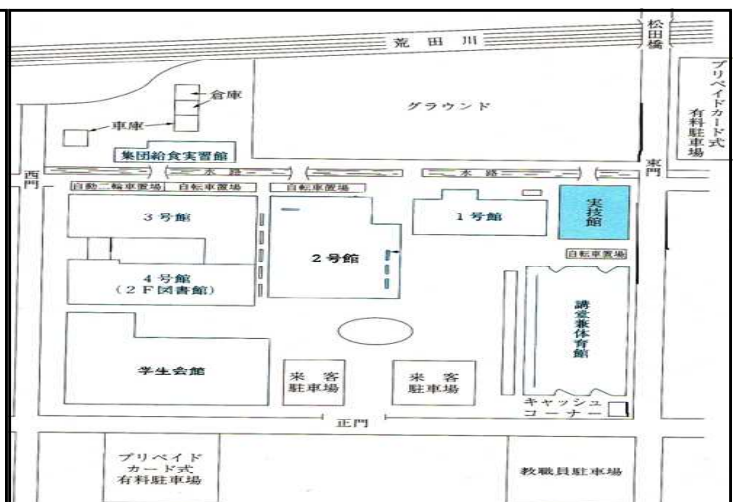 荒田川
松田橋
プリペイドカード式
有料駐車場
倉庫
グラウンド
車庫
集団給食実習館
西門
水路
水路
東門
自動二輪車置場
自転車置場
自転車置場
実技館
3号館
1号館
2号館
自転車置場
4号館
(2F図書館)
講堂兼体育館
学生会館
来客
駐車場
来客
駐車場
キャッシュ
コーナー
正門
プリペイド
カード式
有料駐車場
教職員駐車場